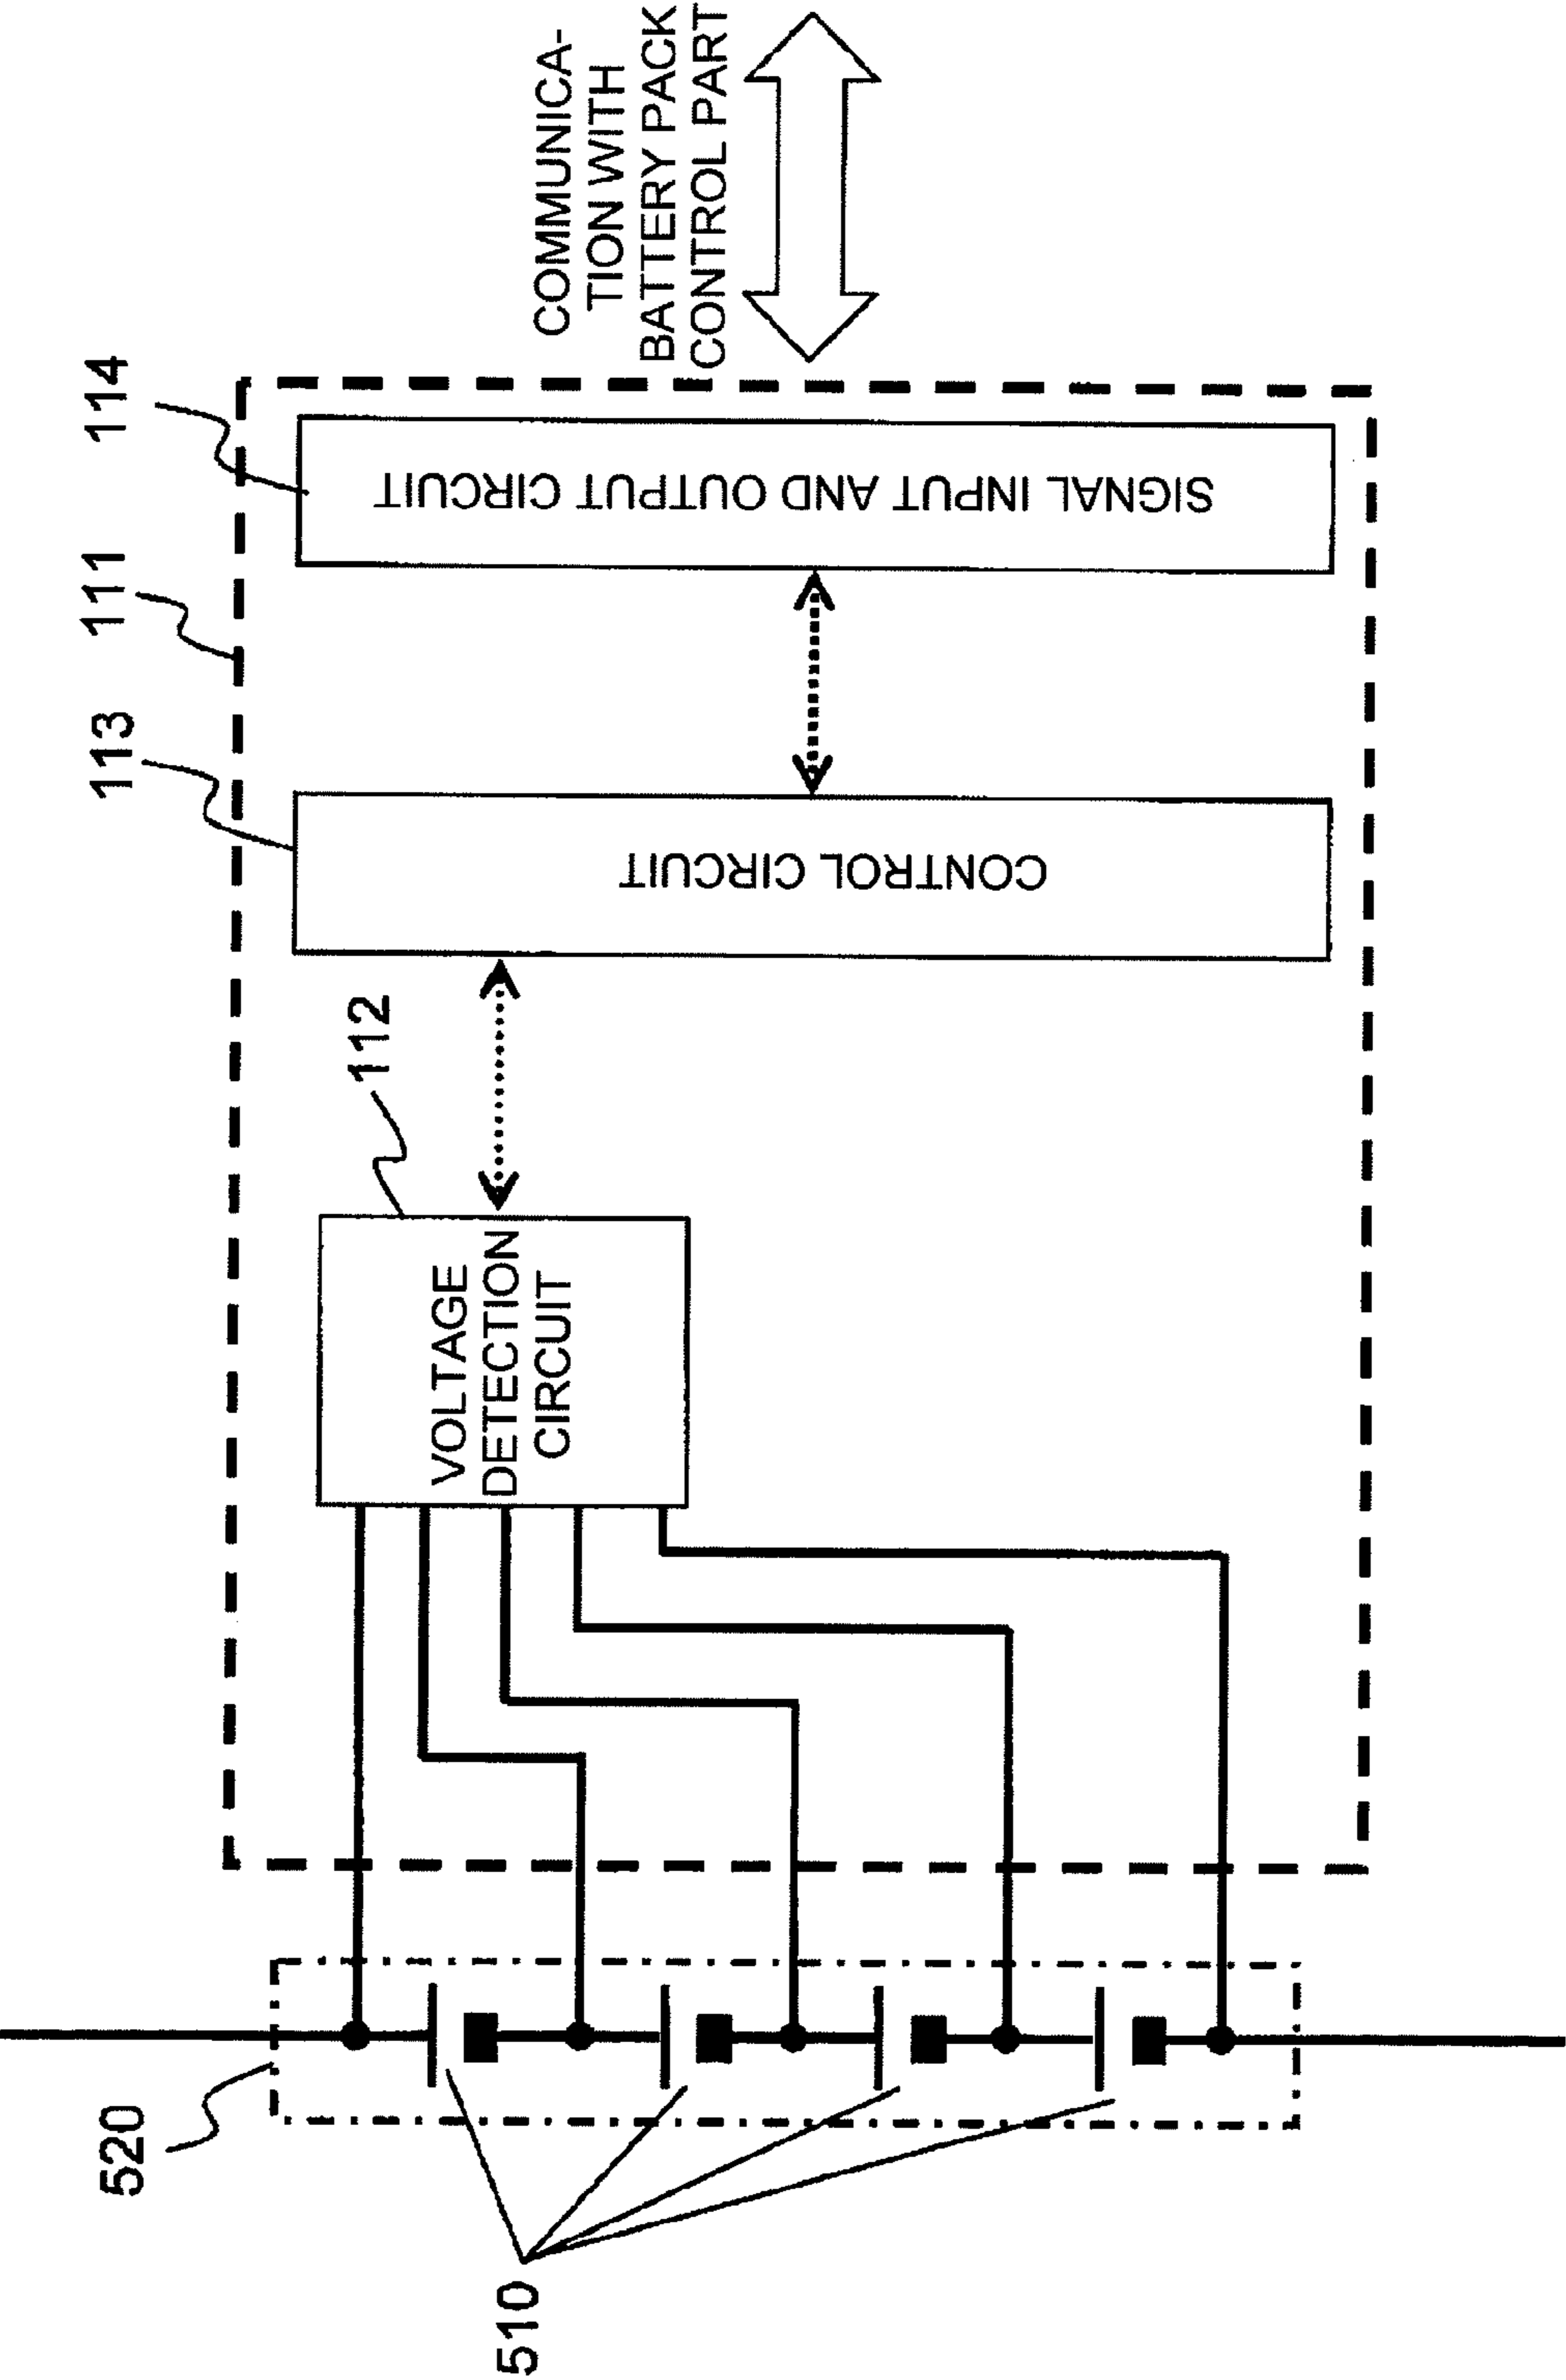 COMMUNICA-
TION WITH
BATTERY PACK
CONTROL PART
114
111
113
112
SIGNAL INPUT AND OUTPUT CIRCUIT
CONTROL CIRCUIT
VOLTAGE
DETECTION
CIRCUIT
520
510